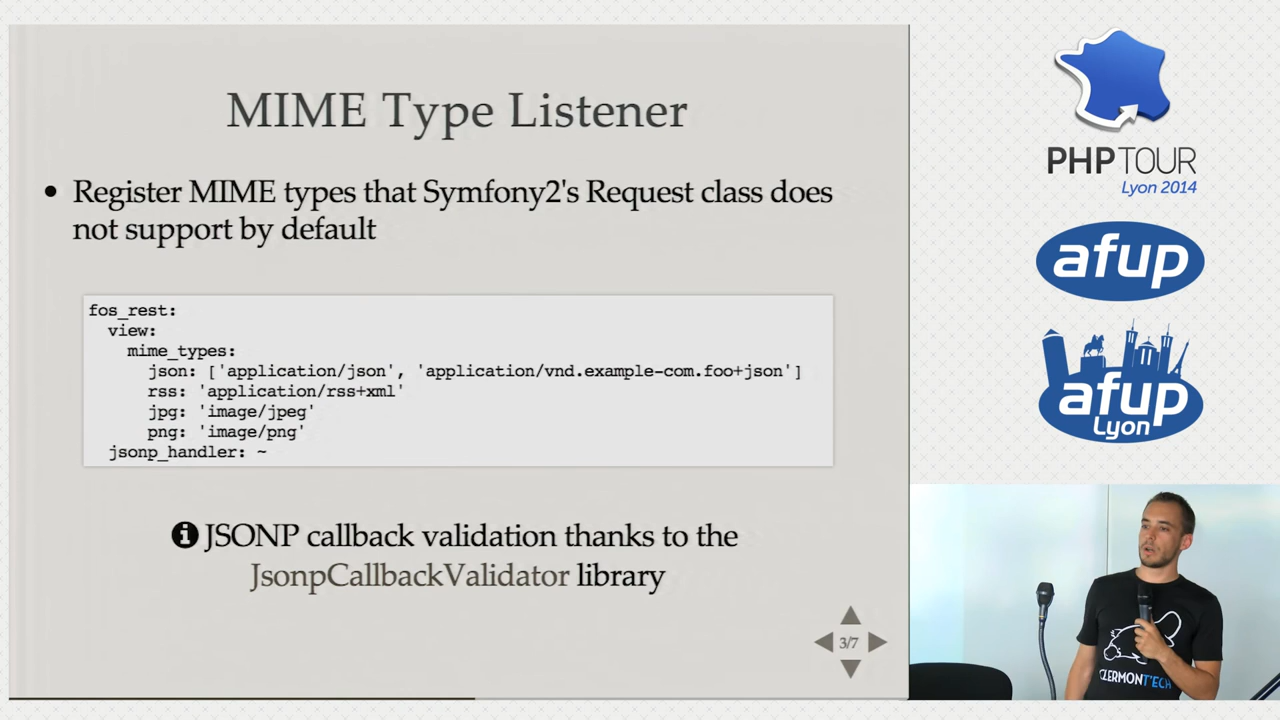 MIME Type Listener
• Register MIME types that Symfony2's Request class does
not support by default
fos_rest:
  view:
    mime_types:
      json: ['application/json', 'application/vnd.example-com.foo+json']
      rss: 'application/rss+xml'
      jpg: 'image/jpeg'
      png: 'image/png'
  jsonp_handler: ~
JSONP callback validation thanks to the
JsonpCallbackValidator library
3/7
PHPTOUR
Lyon 2014
afup
afup
Lyon
CLERMONT'ECH